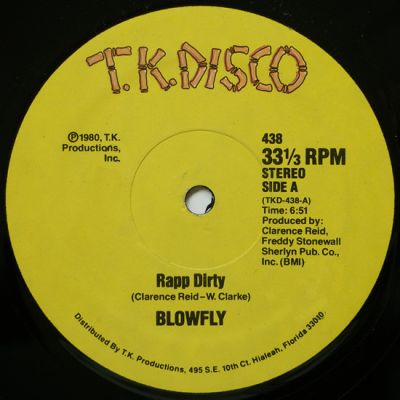 T.K.DISCO
℗1980, T.K.
Productions,
Inc.
438
33⅓ RPM
STEREO
SIDE A
(TKD-438-A)
Time: 6:51
Produced by:
Clarence Reid,
Freddy Stonewall
Sherlyn Pub. Co.,
Inc. (BMI)
Rapp Dirty
(Clarence Reid–W. Clarke)
BLOWFLY
Distributed By T.K. Productions, 495 S.E. 10th Ct. Hialeah, Florida 33010.